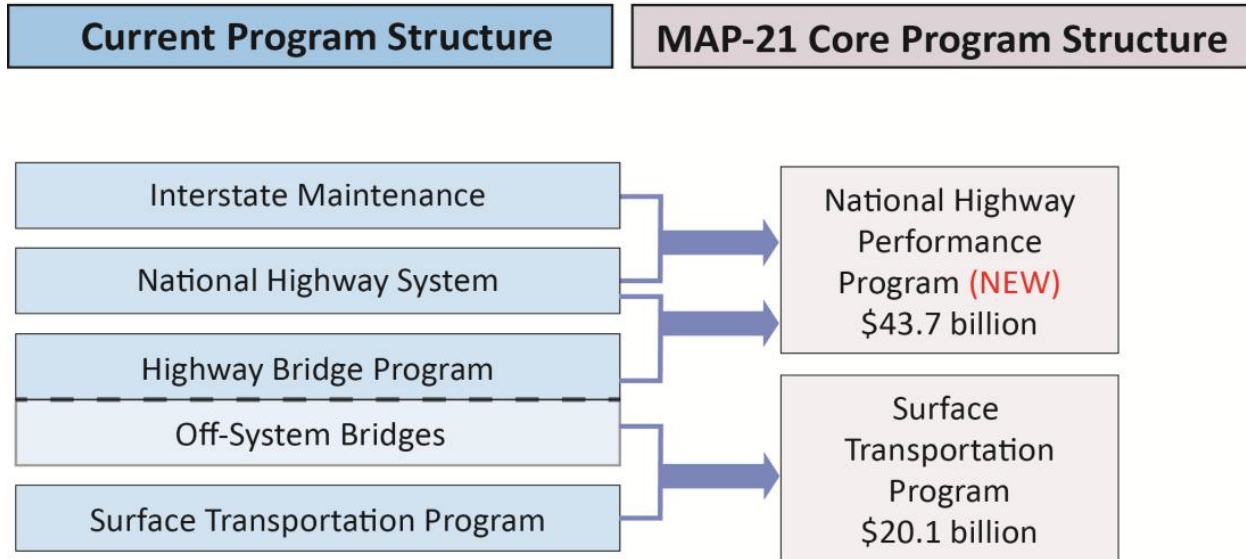 Current Program Structure
MAP-21 Core Program Structure
Interstate Maintenance
National Highway System
Highway Bridge Program
Off-System Bridges
Surface Transportation Program
National Highway
Performance
Program (NEW)
$43.7 billion
Surface
Transportation
Program
$20.1 billion